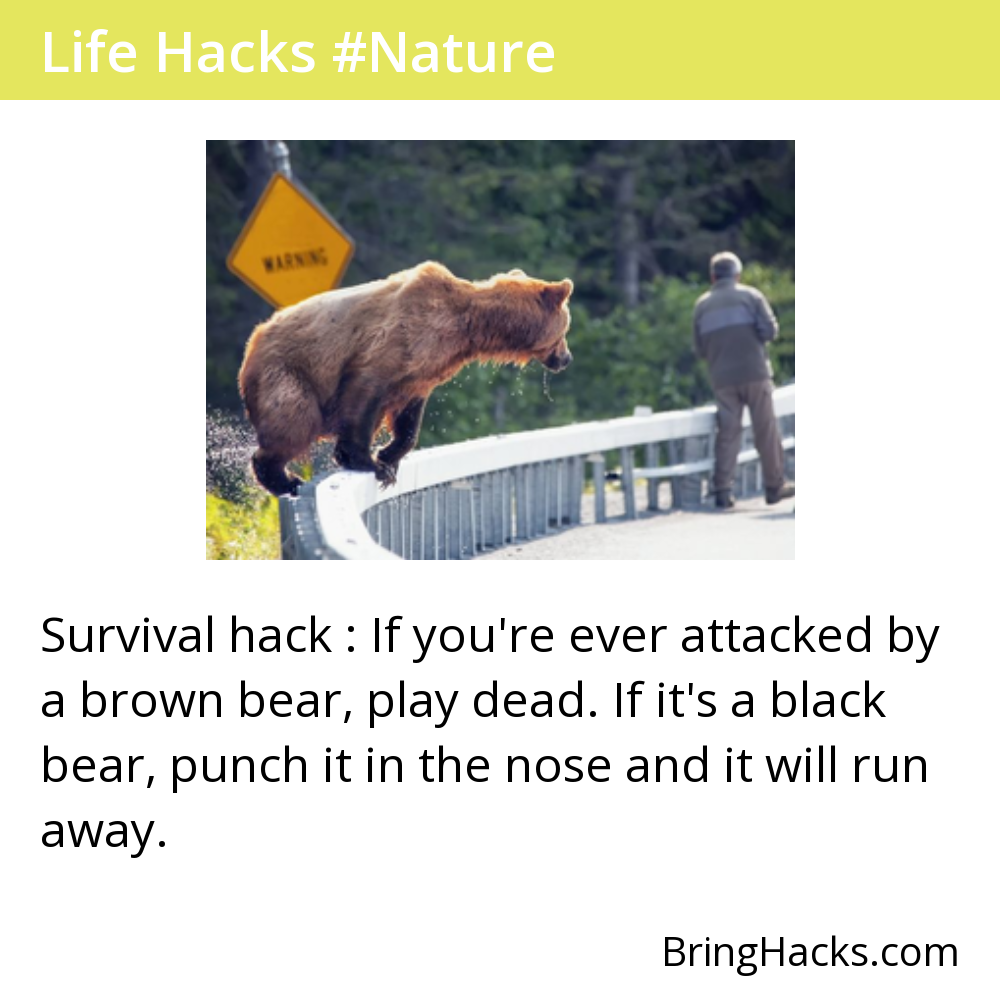 Life Hacks #Nature
WARNING
Survival hack : If you're ever attacked by
a brown bear, play dead. If it's a black
bear, punch it in the nose and it will run
away.
BringHacks.com